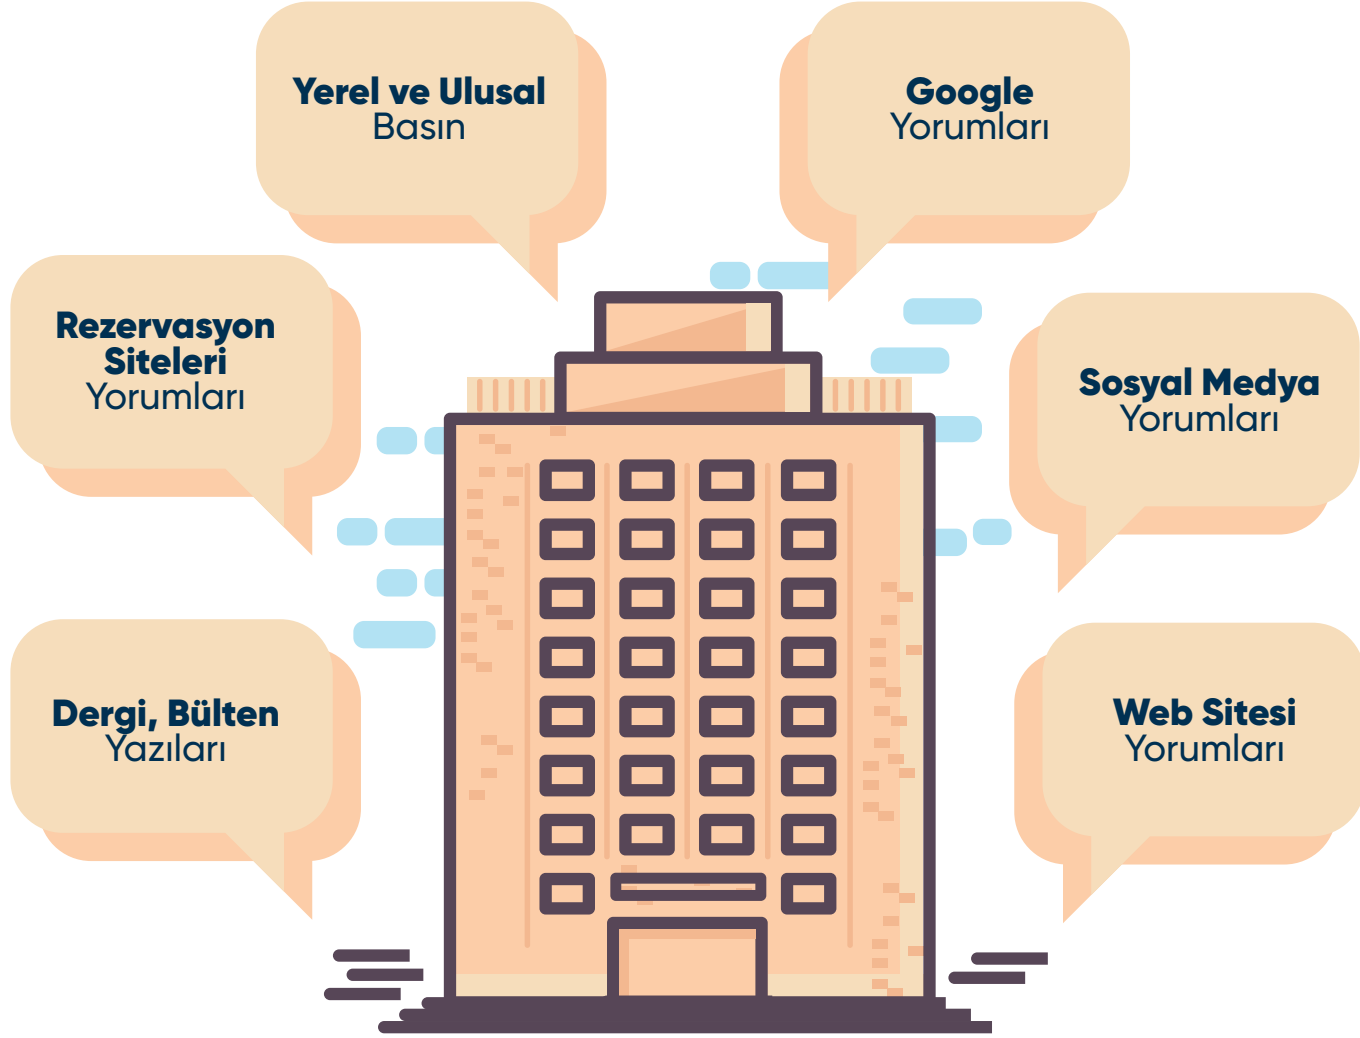 Yerel ve Ulusal
Basın
Google
Yorumları
Rezervasyon
Siteleri
Yorumları
Sosyal Medya
Yorumları
Dergi, Bülten
Yazıları
Web Sitesi
Yorumları